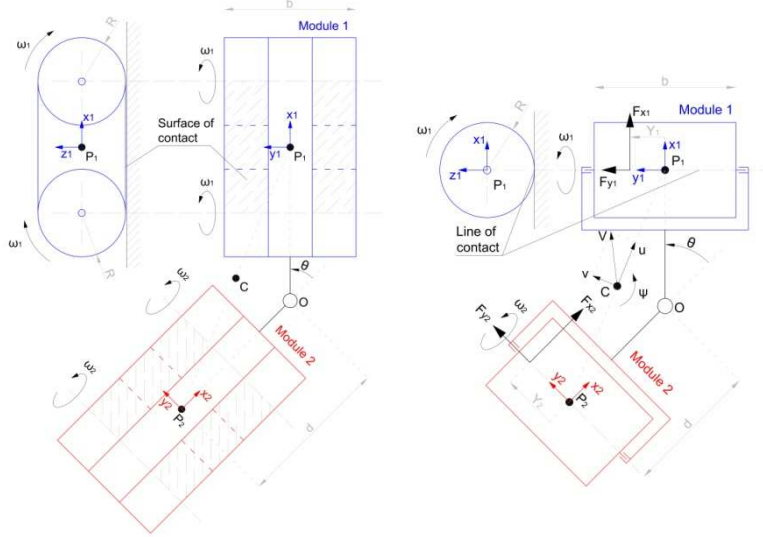 b
Module 1
R
ω1
ω1
x1
x1
z1
P1
y1
P1
Surface of
contact
ω1
ω1
R
θ
C
O
ω2
ω2
Module 2
y2
x2
P2
d
b
Fx1
Module 1
R
ω1
x1
ω1
Y1
x1
z1
P1
Fy1
y1
P1
Line of
contact
V
u
θ
v
C
ψ
O
Fy2
ω2
Fx2
Module 2
y2
x2
Y2
P2
d